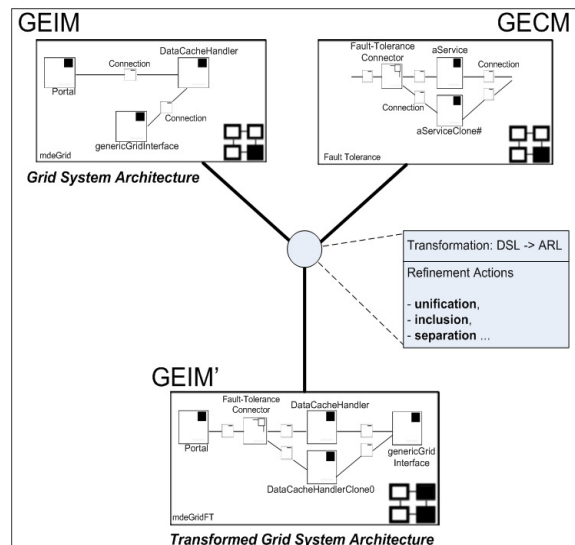 GEIM
GECM
DataCacheHandler
Connection
Portal
Connection
genericGridInterface
mdeGrid
Grid System Architecture
Fault-Tolerance
Connector
aService
Connection
Connection
aServiceClone#
Fault Tolerance
Transformation: DSL -> ARL
Refinement Actions
- unification,
- inclusion,
- separation ...
GEIM'
Fault-Tolerance
Connector
DataCacheHandler
Portal
genericGrid
Interface
DataCacheHandlerClone0
mdeGridFT
Transformed Grid System Architecture